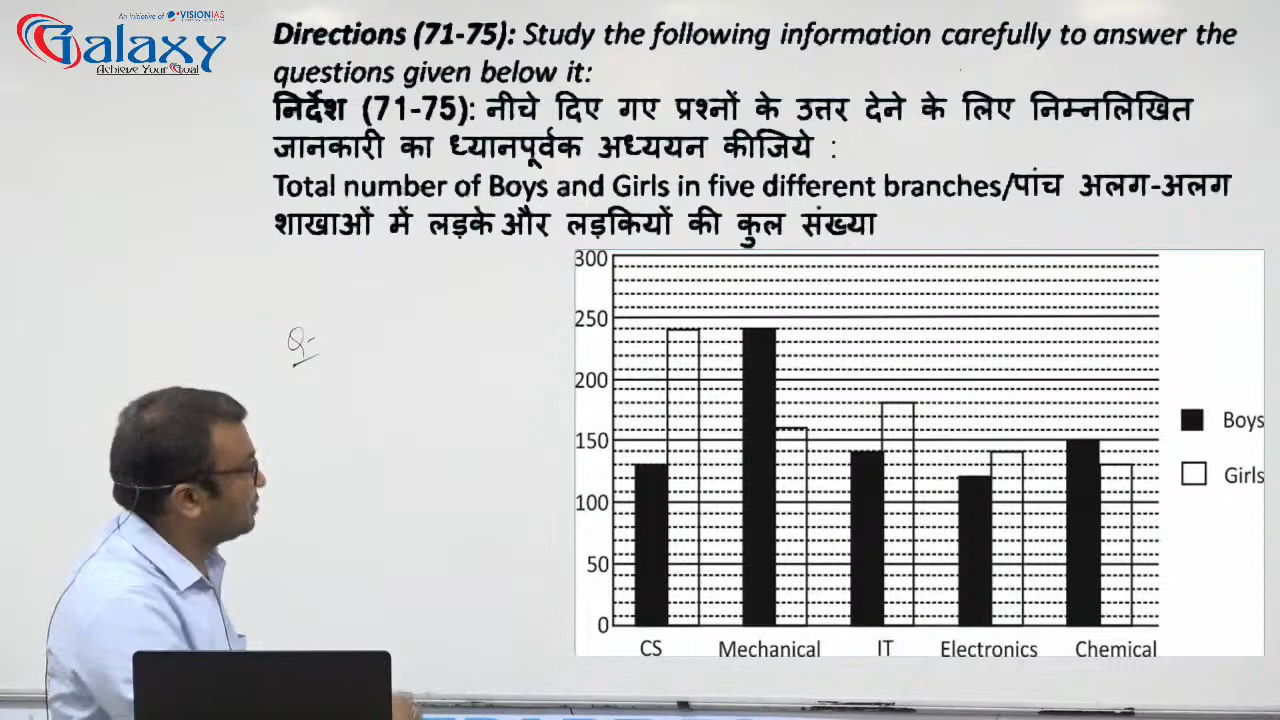 An initiative of VISIONIAS
Galaxy
Achieve Your Goal
Directions (71-75): Study the following information carefully to answer the
questions given below it:
निर्देश (71-75): नीचे दिए गए प्रश्नों के उत्तर देने के लिए निम्नलिखित
जानकारी का ध्यानपूर्वक अध्ययन कीजिये :
Total number of Boys and Girls in five different branches/पांच अलग-अलग
शाखाओं में लड़के और लड़कियों की कुल संख्या
Q-
300
250
200
150
100
50
0
CS Mechanical IT Electronics Chemical
Boys
Girls